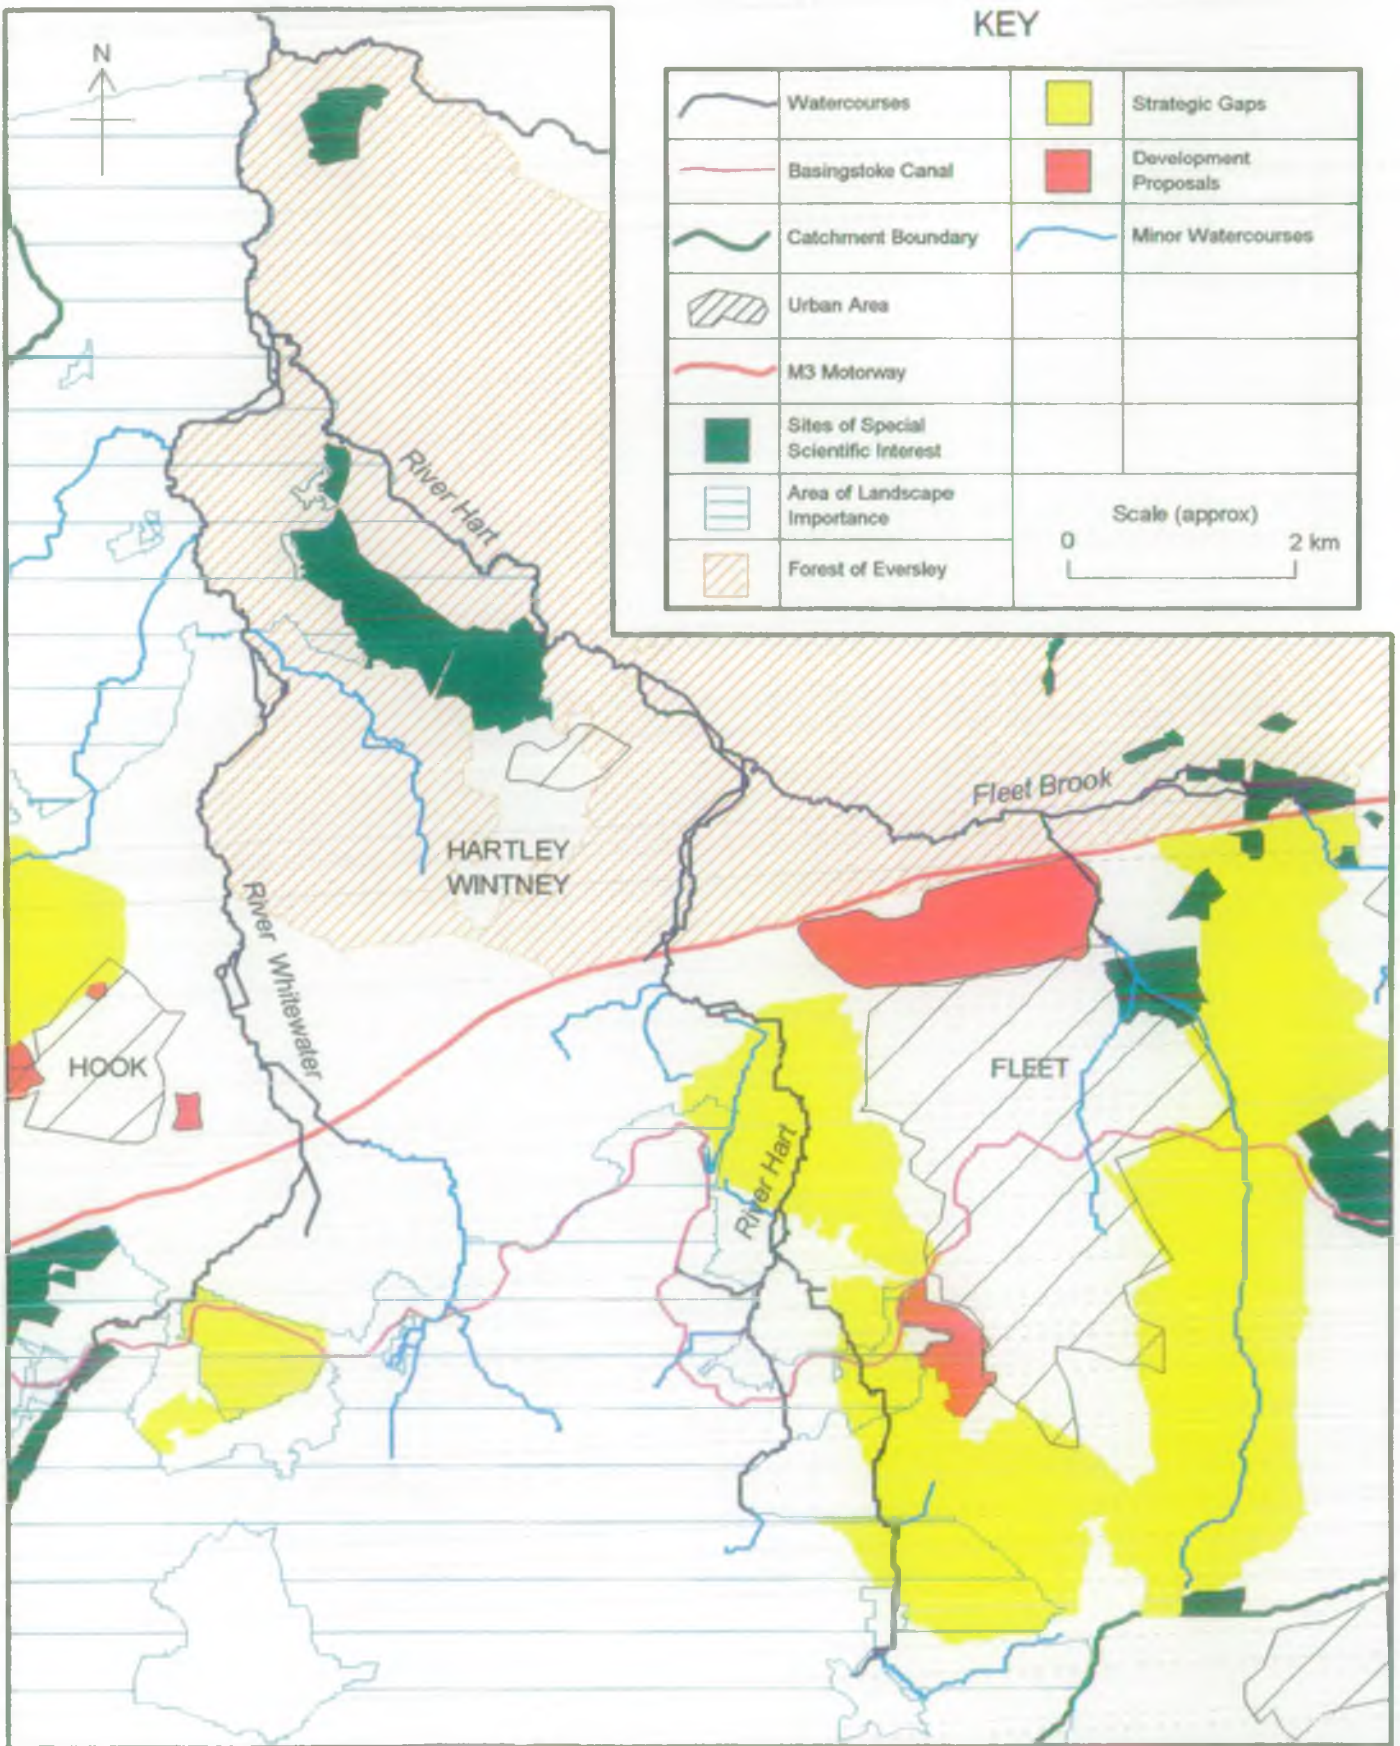 KEY
N
Watercourses
Strategic Gaps
Basingstoke Canal
Development
Proposals
Catchment Boundary
Minor Watercourses
Urban Area
M3 Motorway
Sites of Special
Scientific Interest
Area of Landscape
Importance
Scale (approx)
0 2 km
Forest of Eversley
River Hart
Fleet Brook
HARTLEY
WINTNEY
River Whitewater
HOOK
FLEET
River Hart